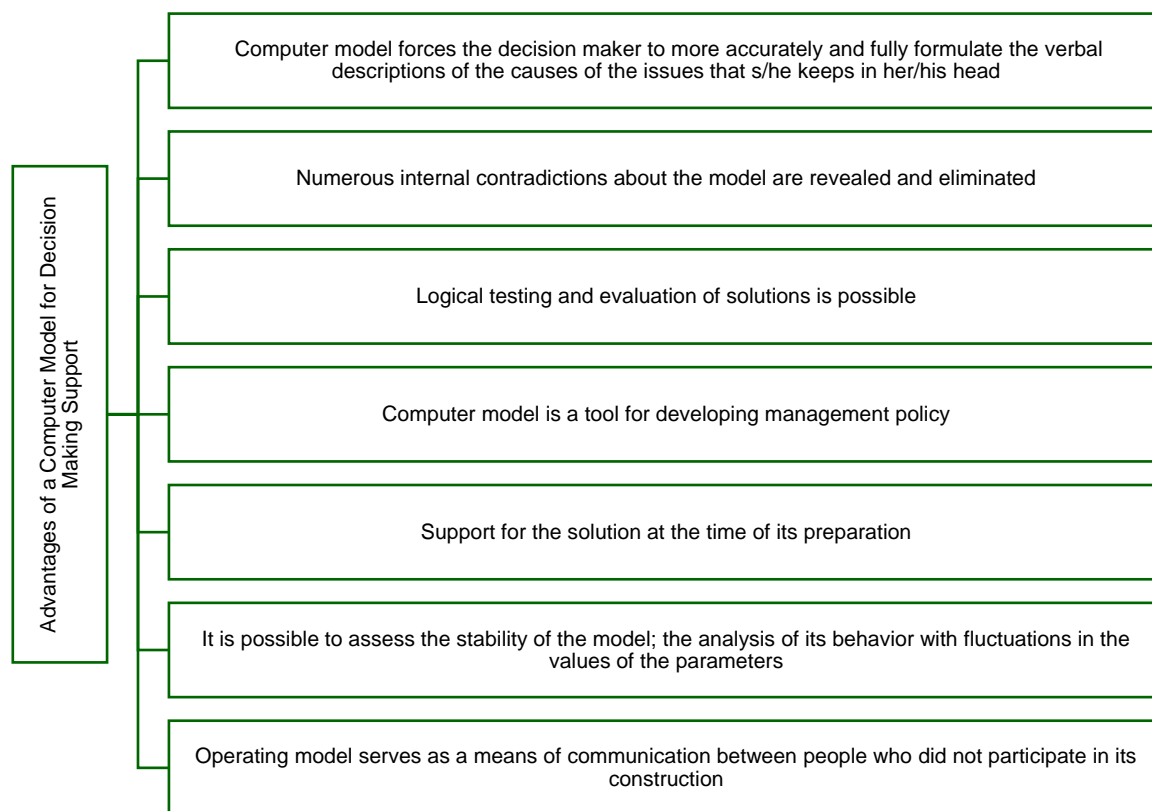 Advantages of a Computer Model for Decision
Making Support
Computer model forces the decision maker to more accurately and fully formulate the verbal
descriptions of the causes of the issues that s/he keeps in her/his head
Numerous internal contradictions about the model are revealed and eliminated
Logical testing and evaluation of solutions is possible
Computer model is a tool for developing management policy
Support for the solution at the time of its preparation
It is possible to assess the stability of the model; the analysis of its behavior with fluctuations in the
values of the parameters
Operating model serves as a means of communication between people who did not participate in its
construction